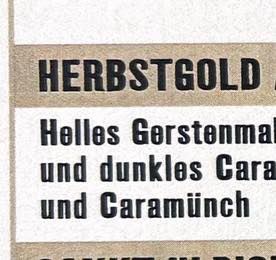 HERBSTGOLD
Helles Gerstenmal
und dunkles Cara
und Caramünch